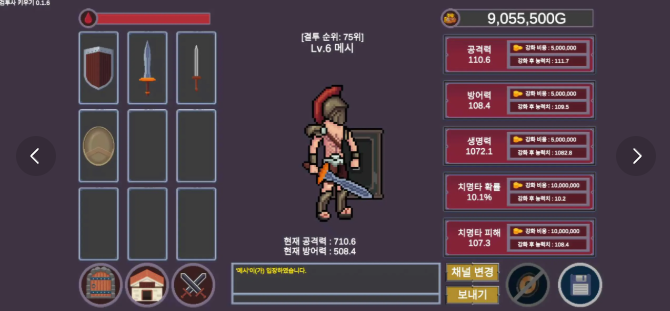 검투사 키우기 0.1.6
9,055,500G
[결투 순위: 75위]
Lv.6 메시
공격력
110.6
강화 비용 : 5,000,000
강화 후 능력치 : 111.7
방어력
108.4
강화 비용 : 5,000,000
강화 후 능력치 : 109.5
생명력
1072.1
강화 비용 : 5,000,000
강화 후 능력치 : 1082.8
치명타 확률
10.1%
강화 비용 : 10,000,000
강화 후 능력치 : 10.2
치명타 피해
107.3
강화 비용 : 10,000,000
강화 후 능력치 : 108.4
현재 공격력 : 710.6
현재 방어력 : 508.4
'메시'이(가) 입장하였습니다.
채널 변경
보내기